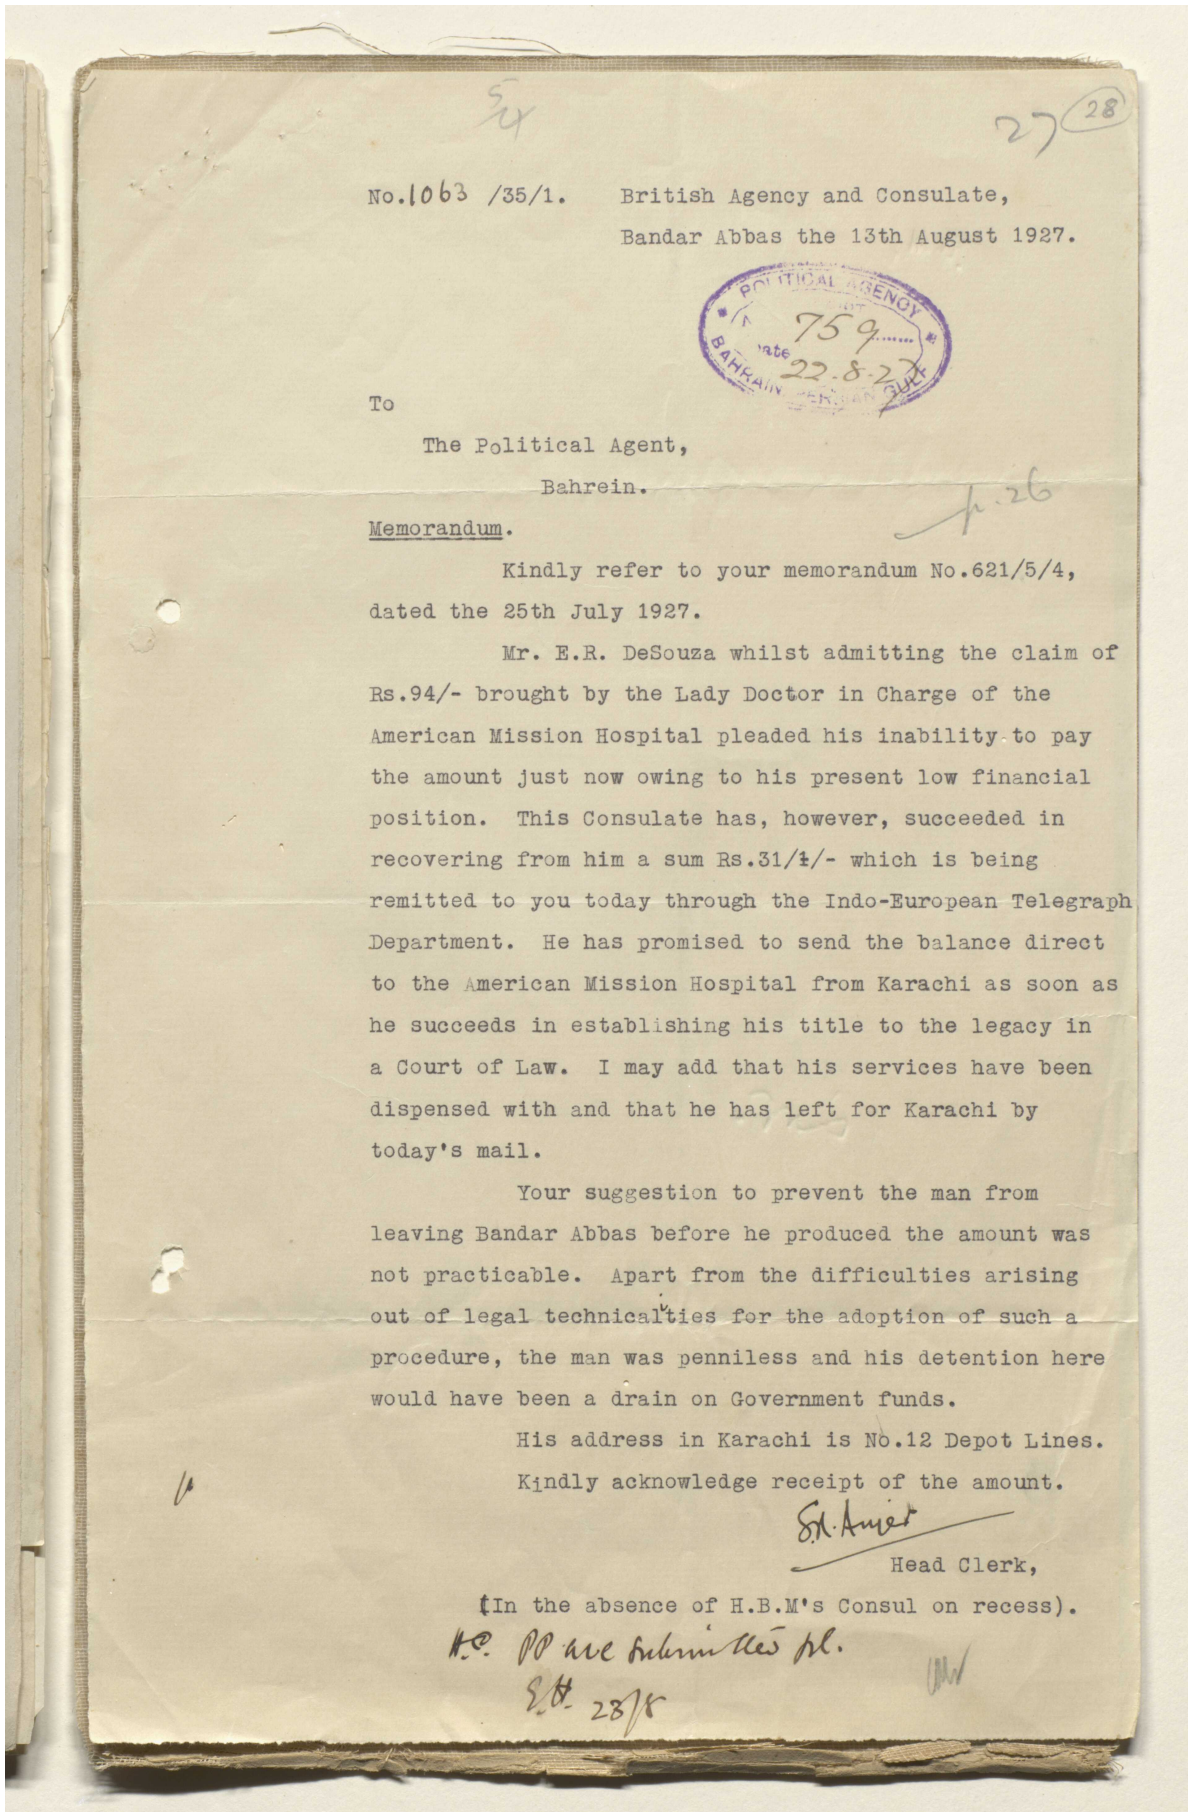 5/4
27
28
No.1063 /35/1. British Agency and Consulate,
Bandar Abbas the 13th August 1927.
POLITICAL AGENCY
759
Date
22-8-27
BAHRAIN, PERSIAN GULF
To
The Political Agent,
Bahrein.
p. 26
Memorandum.
Kindly refer to your memorandum No.621/5/4,
dated the 25th July 1927.
Mr. E.R. DeSouza whilst admitting the claim of
Rs.94/- brought by the Lady Doctor in Charge of the
American Mission Hospital pleaded his inability to pay
the amount just now owing to his present low financial
position. This Consulate has, however, succeeded in
recovering from him a sum Rs.31/1/- which is being
remitted to you today through the Indo-European Telegraph
Department. He has promised to send the balance direct
to the American Mission Hospital from Karachi as soon as
he succeeds in establishing his title to the legacy in
a Court of Law. I may add that his services have been
dispensed with and that he has left for Karachi by
today's mail.
Your suggestion to prevent the man from
leaving Bandar Abbas before he produced the amount was
not practicable. Apart from the difficulties arising
out of legal technicalities for the adoption of such a
procedure, the man was penniless and his detention here
would have been a drain on Government funds.
His address in Karachi is No.12 Depot Lines.
Kindly acknowledge receipt of the amount.
Head Clerk,
(In the absence of H.B.M's Consul on recess).
H.C. PP are submitted pl.
E.H. 23/8